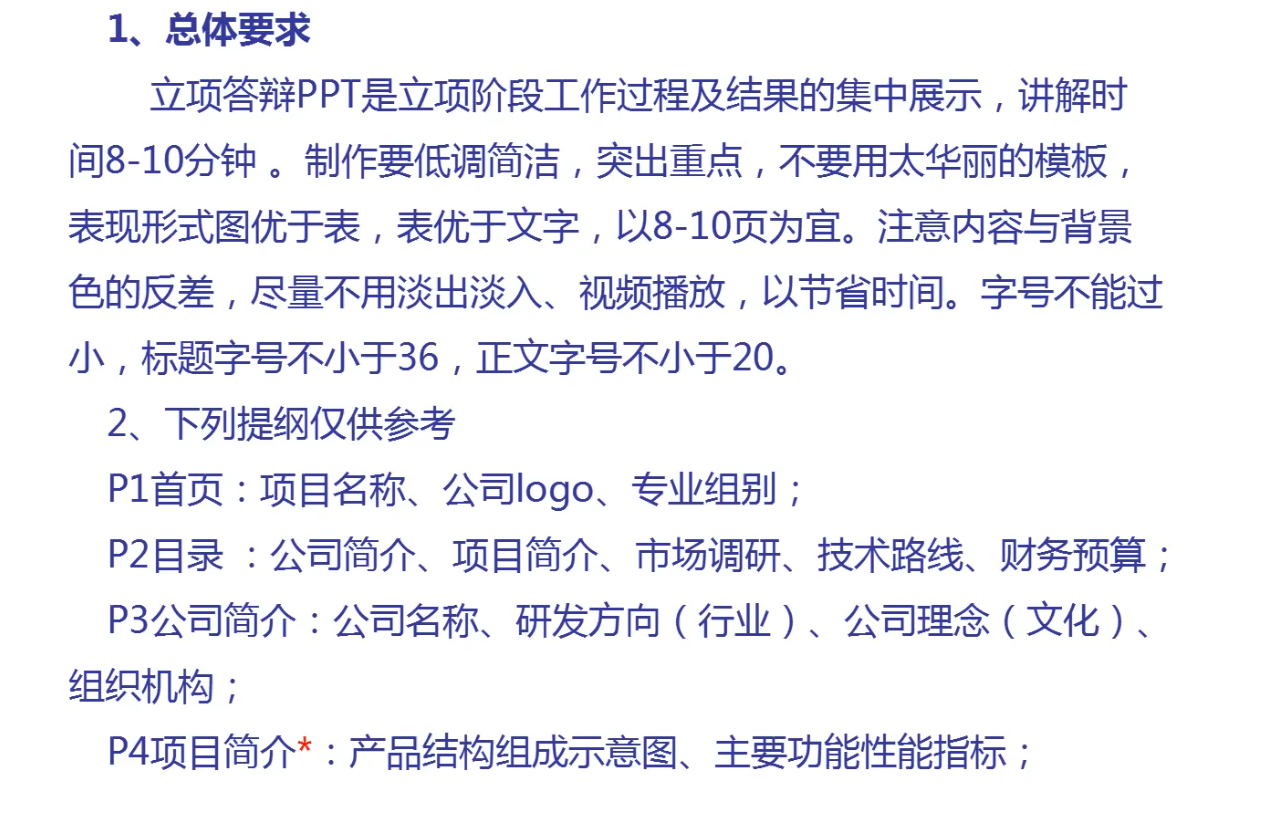 1、总体要求
立项答辩PPT是立项阶段工作过程及结果的集中展示，讲解时
间8-10分钟 。制作要低调简洁，突出重点，不要用太华丽的模板，
表现形式图优于表，表优于文字，以8-10页为宜。注意内容与背景
色的反差，尽量不用淡出淡入、视频播放，以节省时间。字号不能过
小，标题字号不小于36，正文字号不小于20。
2、下列提纲仅供参考
P1首页：项目名称、公司logo、专业组别；
P2目录 ：公司简介、项目简介、市场调研、技术路线、财务预算；
P3公司简介：公司名称、研发方向（行业）、公司理念（文化）、
组织机构；
P4项目简介*：产品结构组成示意图、主要功能性能指标；